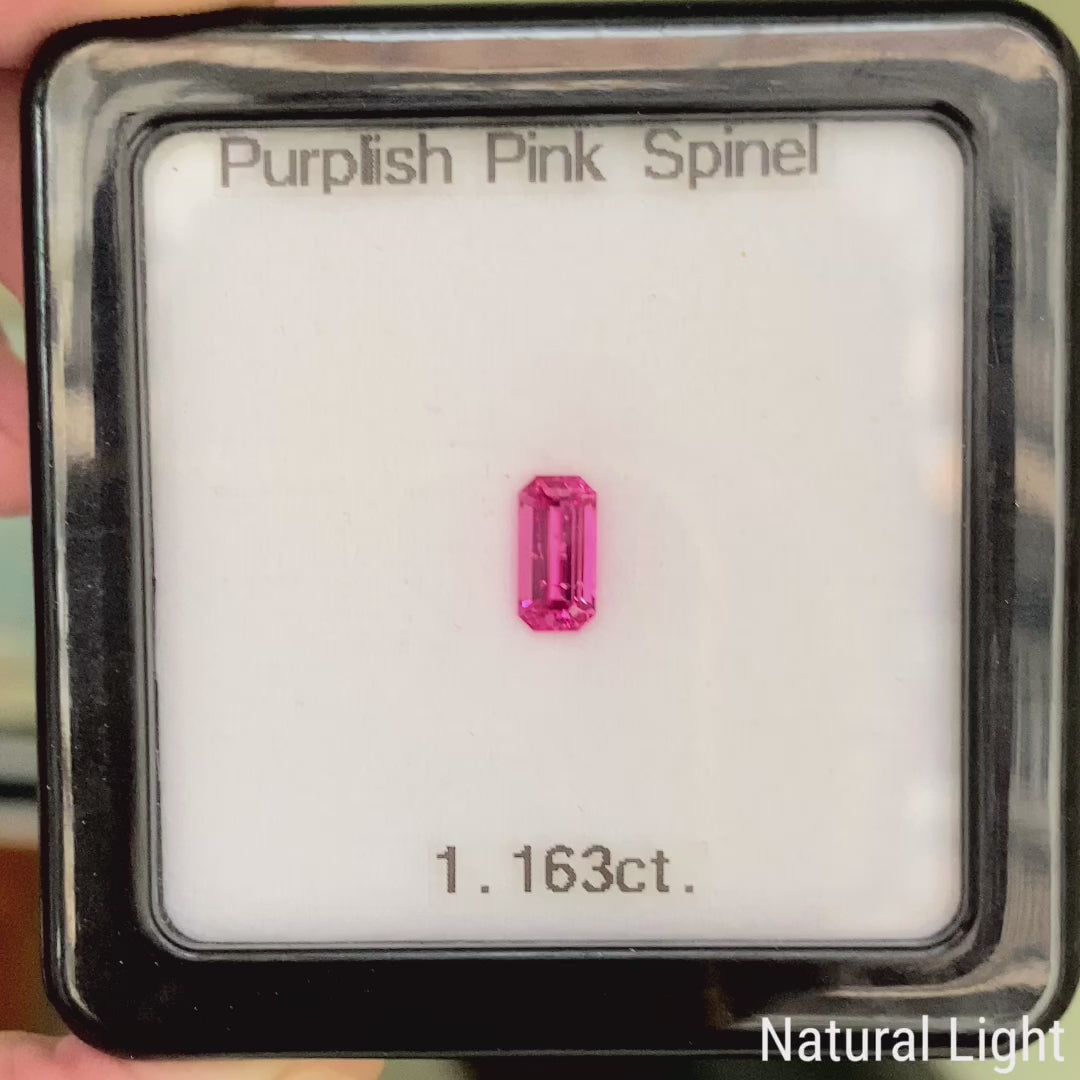 Purplish Pink Spinel
1.163ct.
Natural Light